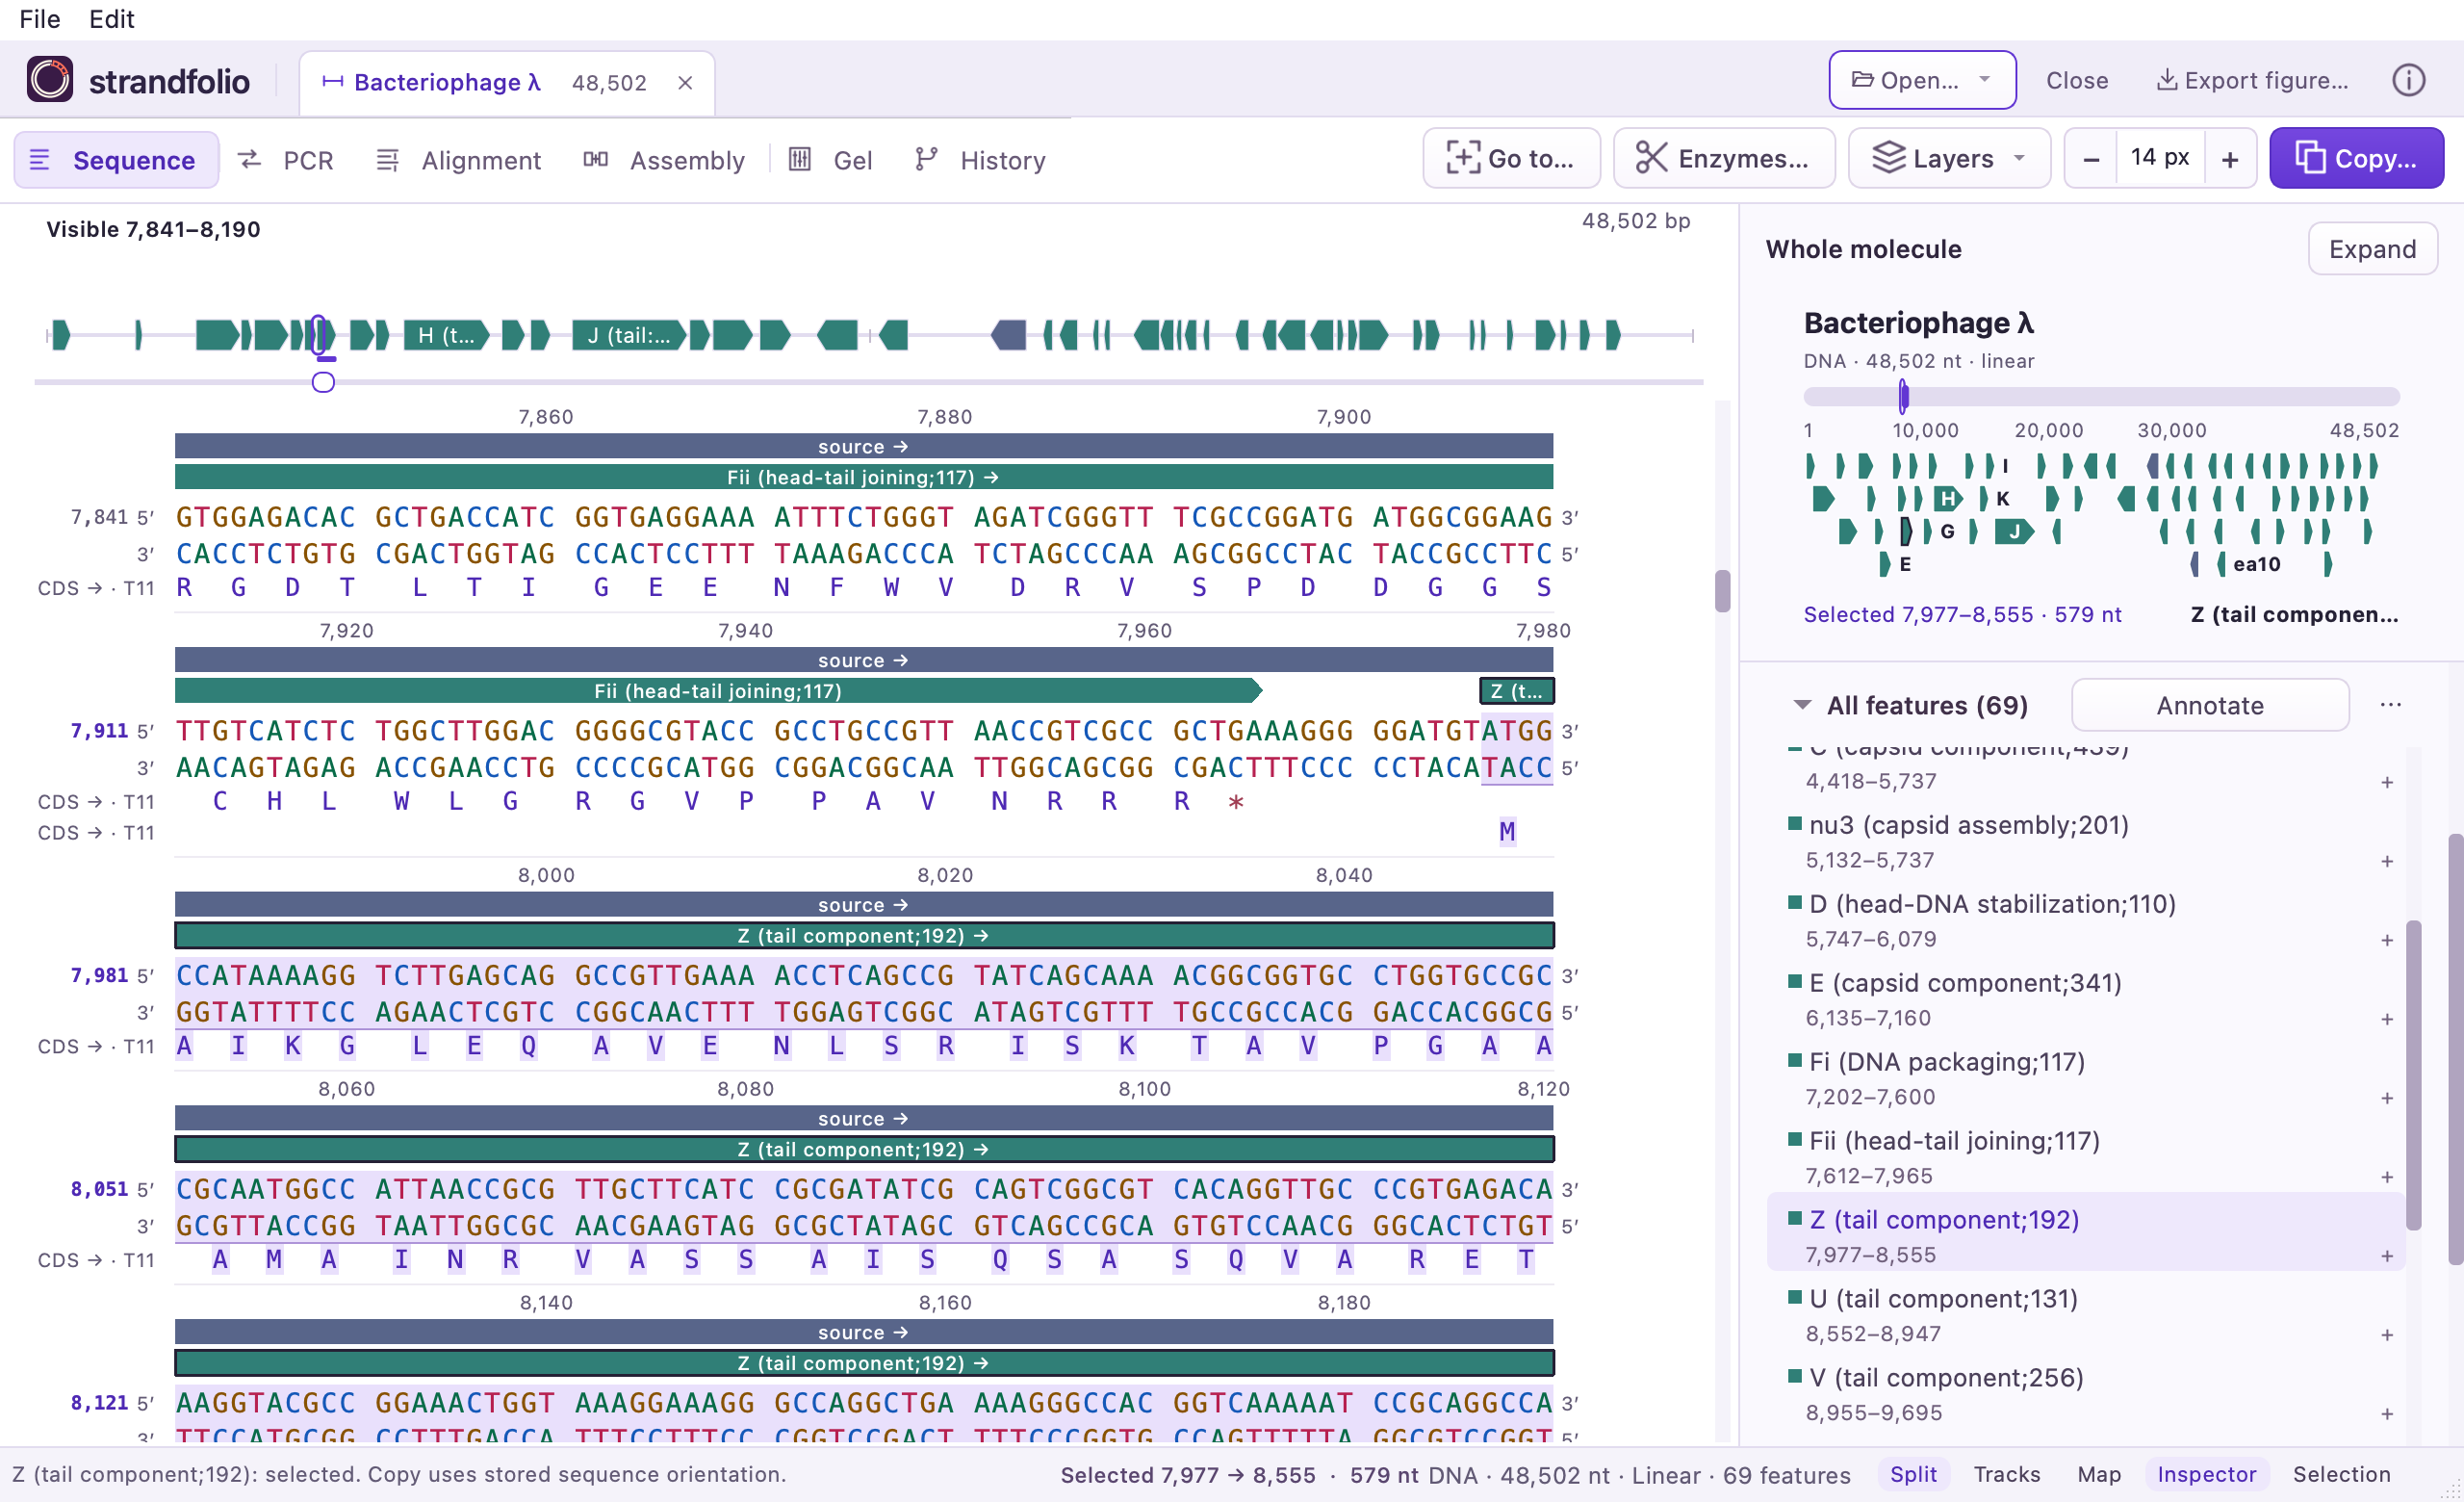 File Edit
strandfolio Bacteriophage λ 48,502 × Open... Close Export figure...
Sequence PCR Alignment Assembly Gel History Go to... Enzymes... Layers − 14 px + Copy...
Visible 7,841–8,190 48,502 bp
H (t... J (tail:...
7,860 7,880 7,900
source →
Fii (head-tail joining;117) →
7,841 5′ GTGGAGACAC GCTGACCATC GGTGAGGAAA ATTTCTGGGT AGATCGGGTT TCGCCGGATG ATGGCGGAAG 3′
3′ CACCTCTGTG CGACTGGTAG CCACTCCTTT TAAAGACCCA TCTAGCCCAA AGCGGCCTAC TACCGCCTTC 5′
CDS → · T11 R G D T L T I G E E N F W V D R V S P D D G G S
7,920 7,940 7,960 7,980
source →
Fii (head-tail joining;117) Z (t...
7,911 5′ TTGTCATCTC TGGCTTGGAC GGGGCGTACC GCCTGCCGTT AACCGTCGCC GCTGAAAGGG GGATGTATGG 3′
3′ AACAGTAGAG ACCGAACCTG CCCCGCATGG CGGACGGCAA TTGGCAGCGG CGACTTTCCC CCTACATACC 5′
CDS → · T11 C H L W L G R G V P P A V N R R R *
CDS → · T11 M
8,000 8,020 8,040
source →
Z (tail component;192) →
7,981 5′ CCATAAAAGG TCTTGAGCAG GCCGTTGAAA ACCTCAGCCG TATCAGCAAA ACGGCGGTGC CTGGTGCCGC 3′
3′ GGTATTTTCC AGAACTCGTC CGGCAACTTT TGGAGTCGGC ATAGTCGTTT TGCCGCCACG GACCACGGCG 5′
CDS → · T11 A I K G L E Q A V E N L S R I S K T A V P G A A
8,060 8,080 8,100 8,120
source →
Z (tail component;192) →
8,051 5′ CGCAATGGCC ATTAACCGCG TTGCTTCATC CGCGATATCG CAGTCGGCGT CACAGGTTGC CCGTGAGACA 3′
3′ GCGTTACCGG TAATTGGCGC AACGAAGTAG GCGCTATAGC GTCAGCCGCA GTGTCCAACG GGCACTCTGT 5′
CDS → · T11 A M A I N R V A S S A I S Q S A S Q V A R E T
8,140 8,160 8,180
source →
Z (tail component;192) →
8,121 5′ AAGGTACGCC GGAAACTGGT AAAGGAAAGG GCCAGGCTGA AAAGGGCCAC GGTCAAAAAT CCGCAGGCCA 3′
3′ TTCCATGCGG CCTTTGACCA TTTCCTTTCC CGGTCCGACT TTTCCCGGTG CCAGTTTTTA GGCGTCCGGT 5′
Whole molecule Expand
Bacteriophage λ
DNA · 48,502 nt · linear
1 10,000 20,000 30,000 48,502
I
H K
G J
E ea10
Selected 7,977–8,555 · 579 nt Z (tail componen...
All features (69) Annotate ...
C (capsid component;439)
4,418–5,737 +
nu3 (capsid assembly;201)
5,132–5,737 +
D (head-DNA stabilization;110)
5,747–6,079 +
E (capsid component;341)
6,135–7,160 +
Fi (DNA packaging;117)
7,202–7,600 +
Fii (head-tail joining;117)
7,612–7,965 +
Z (tail component;192)
7,977–8,555 +
U (tail component;131)
8,552–8,947 +
V (tail component;256)
8,955–9,695 +
Z (tail component;192): selected. Copy uses stored sequence orientation. Selected 7,977 → 8,555 · 579 nt DNA · 48,502 nt · Linear · 69 features Split Tracks Map Inspector Selection